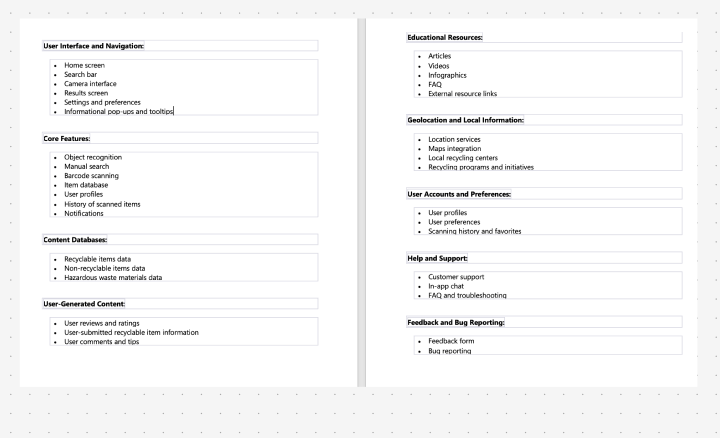 User Interface and Navigation:
• Home screen
• Search bar
• Camera interface
• Results screen
• Settings and preferences
• Informational pop-ups and tooltips
Core Features:
• Object recognition
• Manual search
• Barcode scanning
• Item database
• User profiles
• History of scanned items
• Notifications
Content Databases:
• Recyclable items data
• Non-recyclable items data
• Hazardous waste materials data
User-Generated Content:
• User reviews and ratings
• User-submitted recyclable item information
• User comments and tips
Educational Resources:
• Articles
• Videos
• Infographics
• FAQ
• External resource links
Geolocation and Local Information:
• Location services
• Maps integration
• Local recycling centers
• Recycling programs and initiatives
User Accounts and Preferences:
• User profiles
• User preferences
• Scanning history and favorites
Help and Support:
• Customer support
• In-app chat
• FAQ and troubleshooting
Feedback and Bug Reporting:
• Feedback form
• Bug reporting